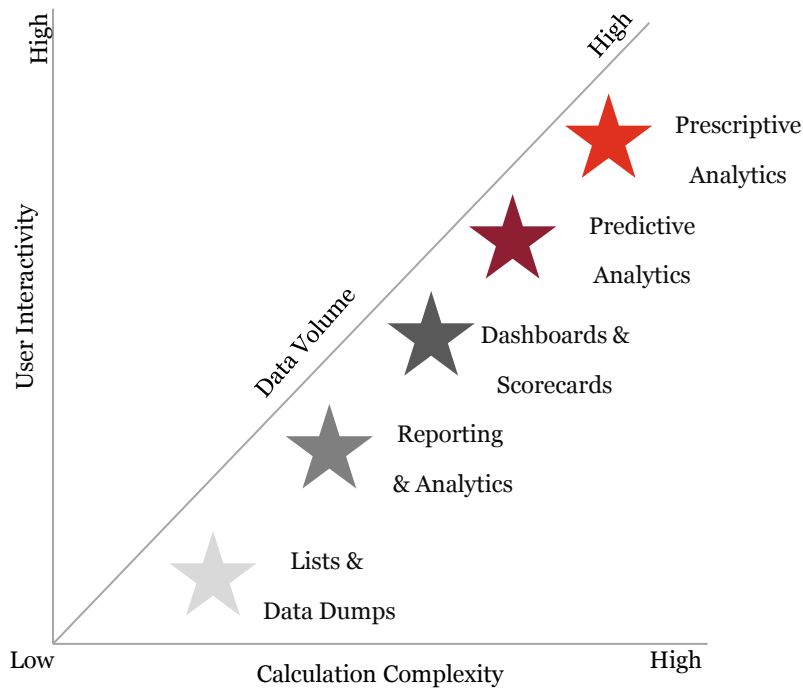 High
High
Prescriptive
Analytics
Predictive
Analytics
User Interactivity
Data Volume
Dashboards &
Scorecards
Reporting
& Analytics
Lists &
Data Dumps
Low
Calculation Complexity
High